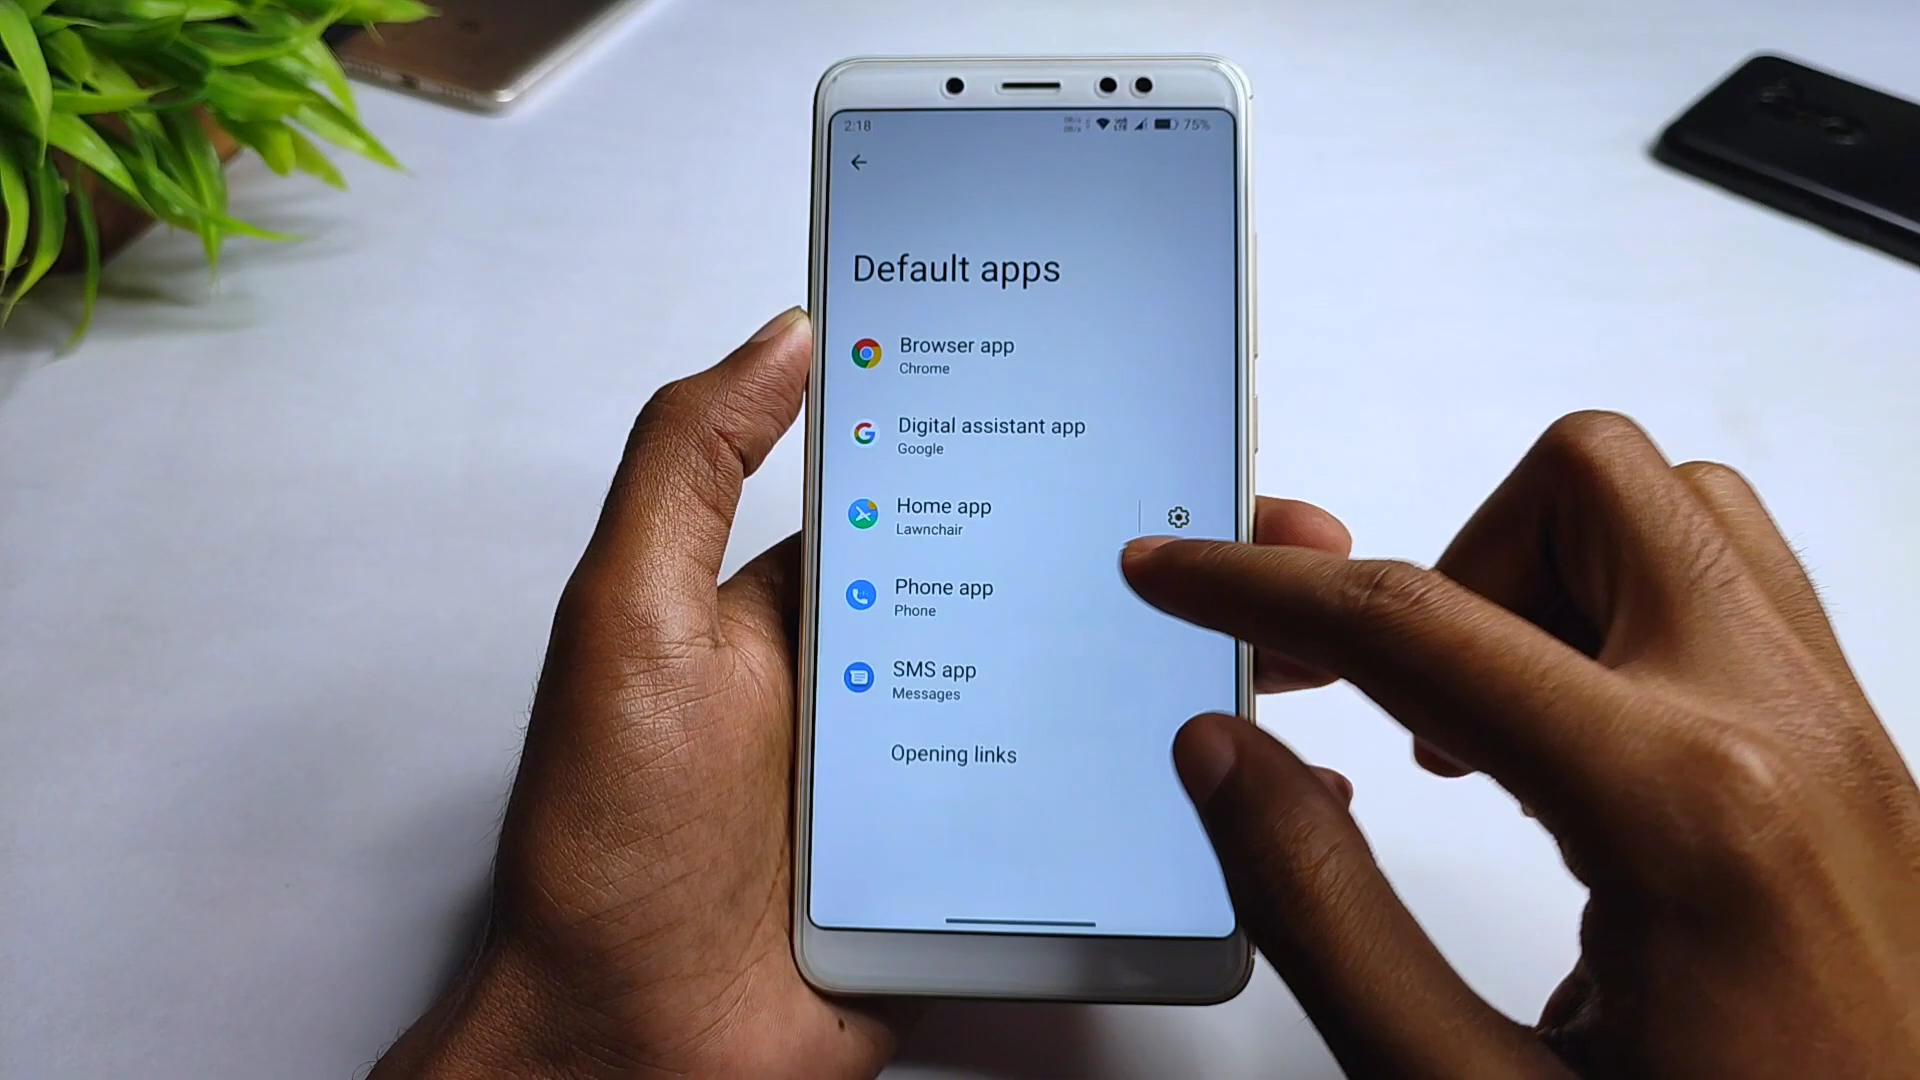 2:18
75%
Default apps
Browser app
Chrome
Digital assistant app
Google
Home app
Lawnchair
Phone app
Phone
SMS app
Messages
Opening links